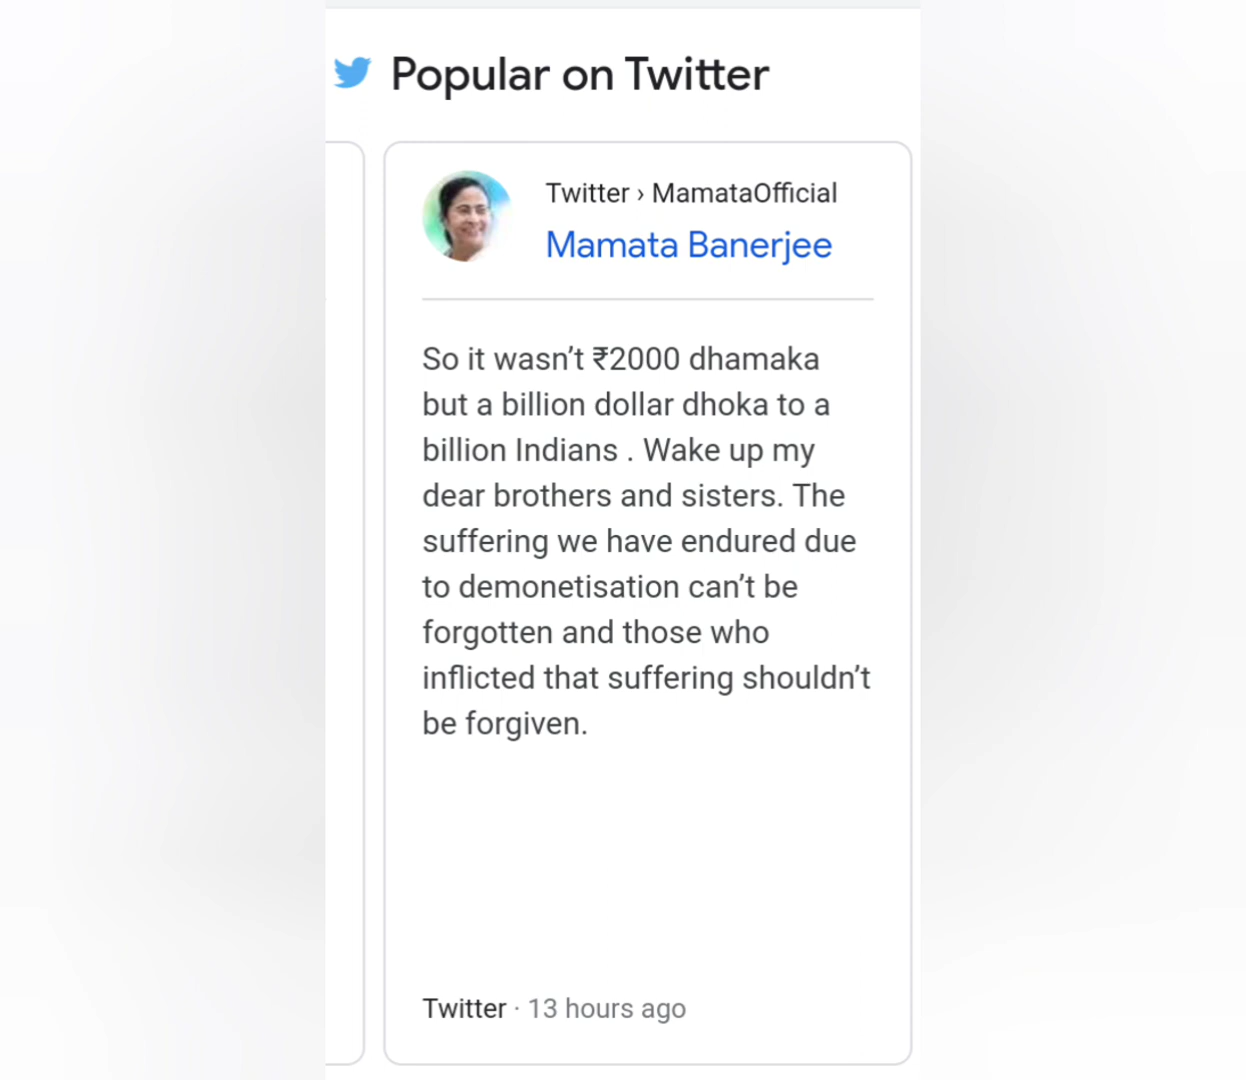 Popular on Twitter
Twitter › MamataOfficial
Mamata Banerjee
So it wasn’t ₹2000 dhamaka
but a billion dollar dhoka to a
billion Indians . Wake up my
dear brothers and sisters. The
suffering we have endured due
to demonetisation can’t be
forgotten and those who
inflicted that suffering shouldn’t
be forgiven.
Twitter · 13 hours ago